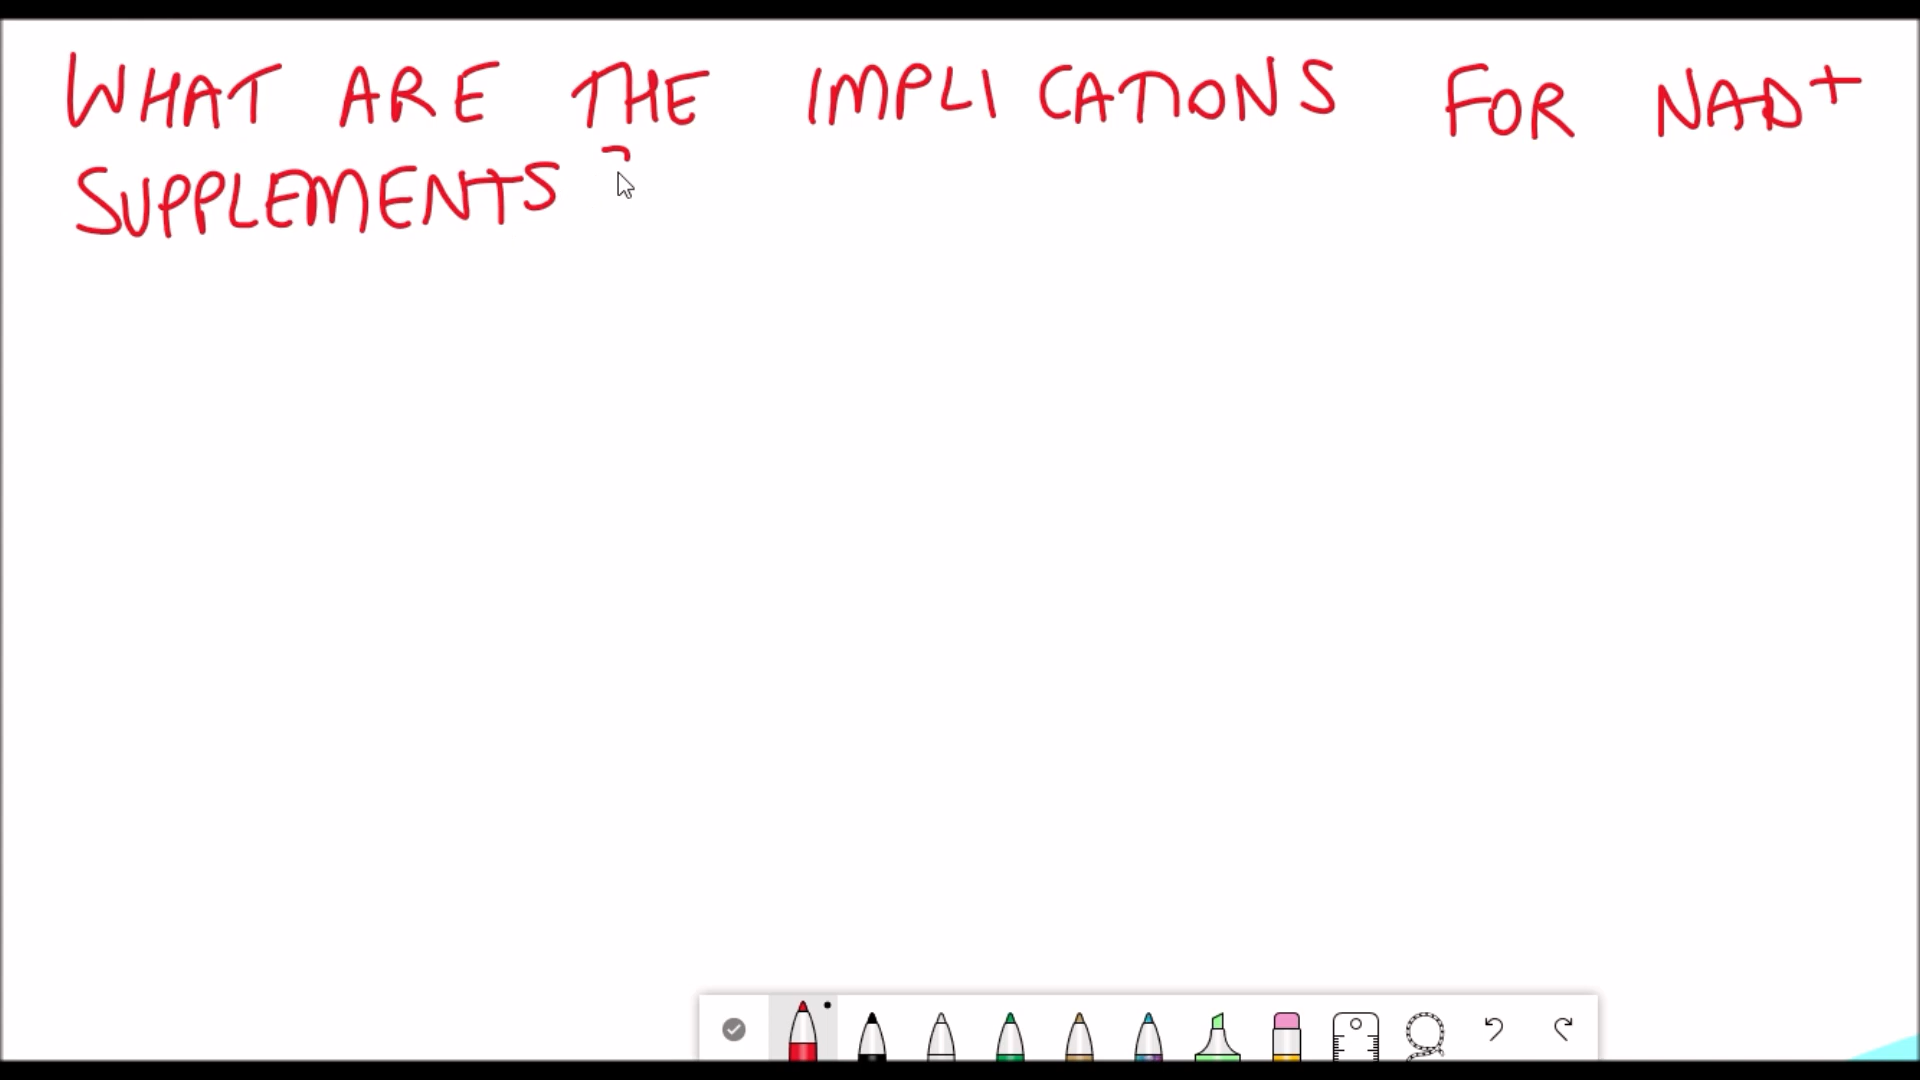 WHAT ARE THE IMPLICATIONS FOR NAD+
SUPPLEMENTS?